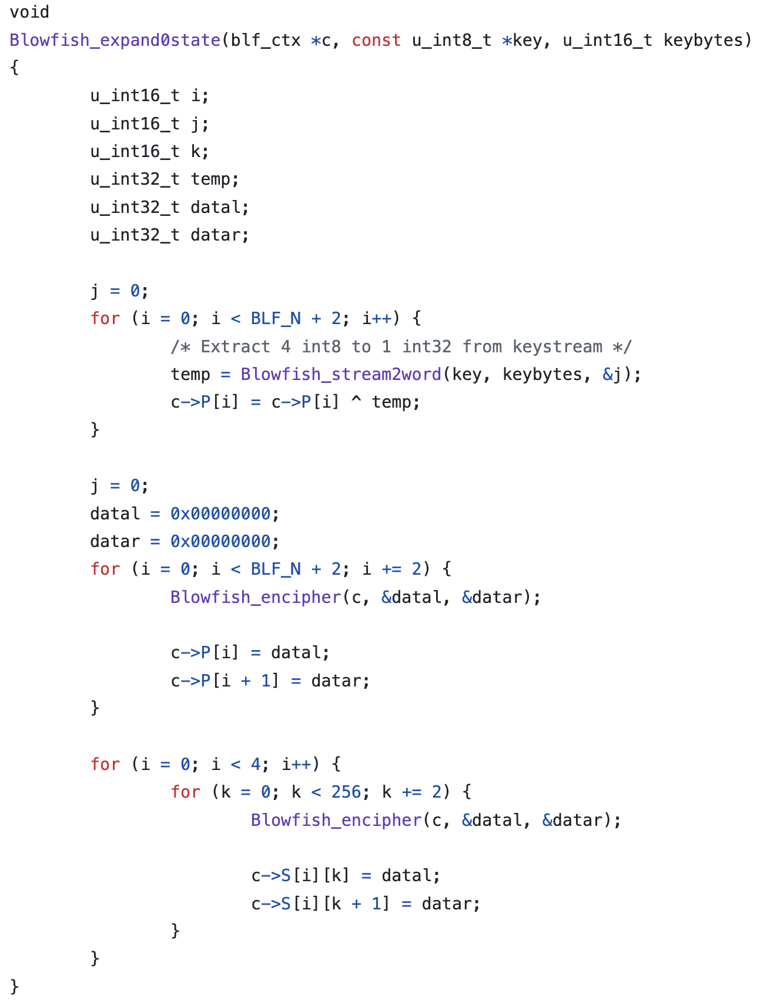 void
Blowfish_expand0state(blf_ctx *c, const u_int8_t *key, u_int16_t keybytes)
{
        u_int16_t i;
        u_int16_t j;
        u_int16_t k;
        u_int32_t temp;
        u_int32_t datal;
        u_int32_t datar;

        j = 0;
        for (i = 0; i < BLF_N + 2; i++) {
                /* Extract 4 int8 to 1 int32 from keystream */
                temp = Blowfish_stream2word(key, keybytes, &j);
                c->P[i] = c->P[i] ^ temp;
        }

        j = 0;
        datal = 0x00000000;
        datar = 0x00000000;
        for (i = 0; i < BLF_N + 2; i += 2) {
                Blowfish_encipher(c, &datal, &datar);

                c->P[i] = datal;
                c->P[i + 1] = datar;
        }

        for (i = 0; i < 4; i++) {
                for (k = 0; k < 256; k += 2) {
                        Blowfish_encipher(c, &datal, &datar);

                        c->S[i][k] = datal;
                        c->S[i][k + 1] = datar;
                }
        }
}